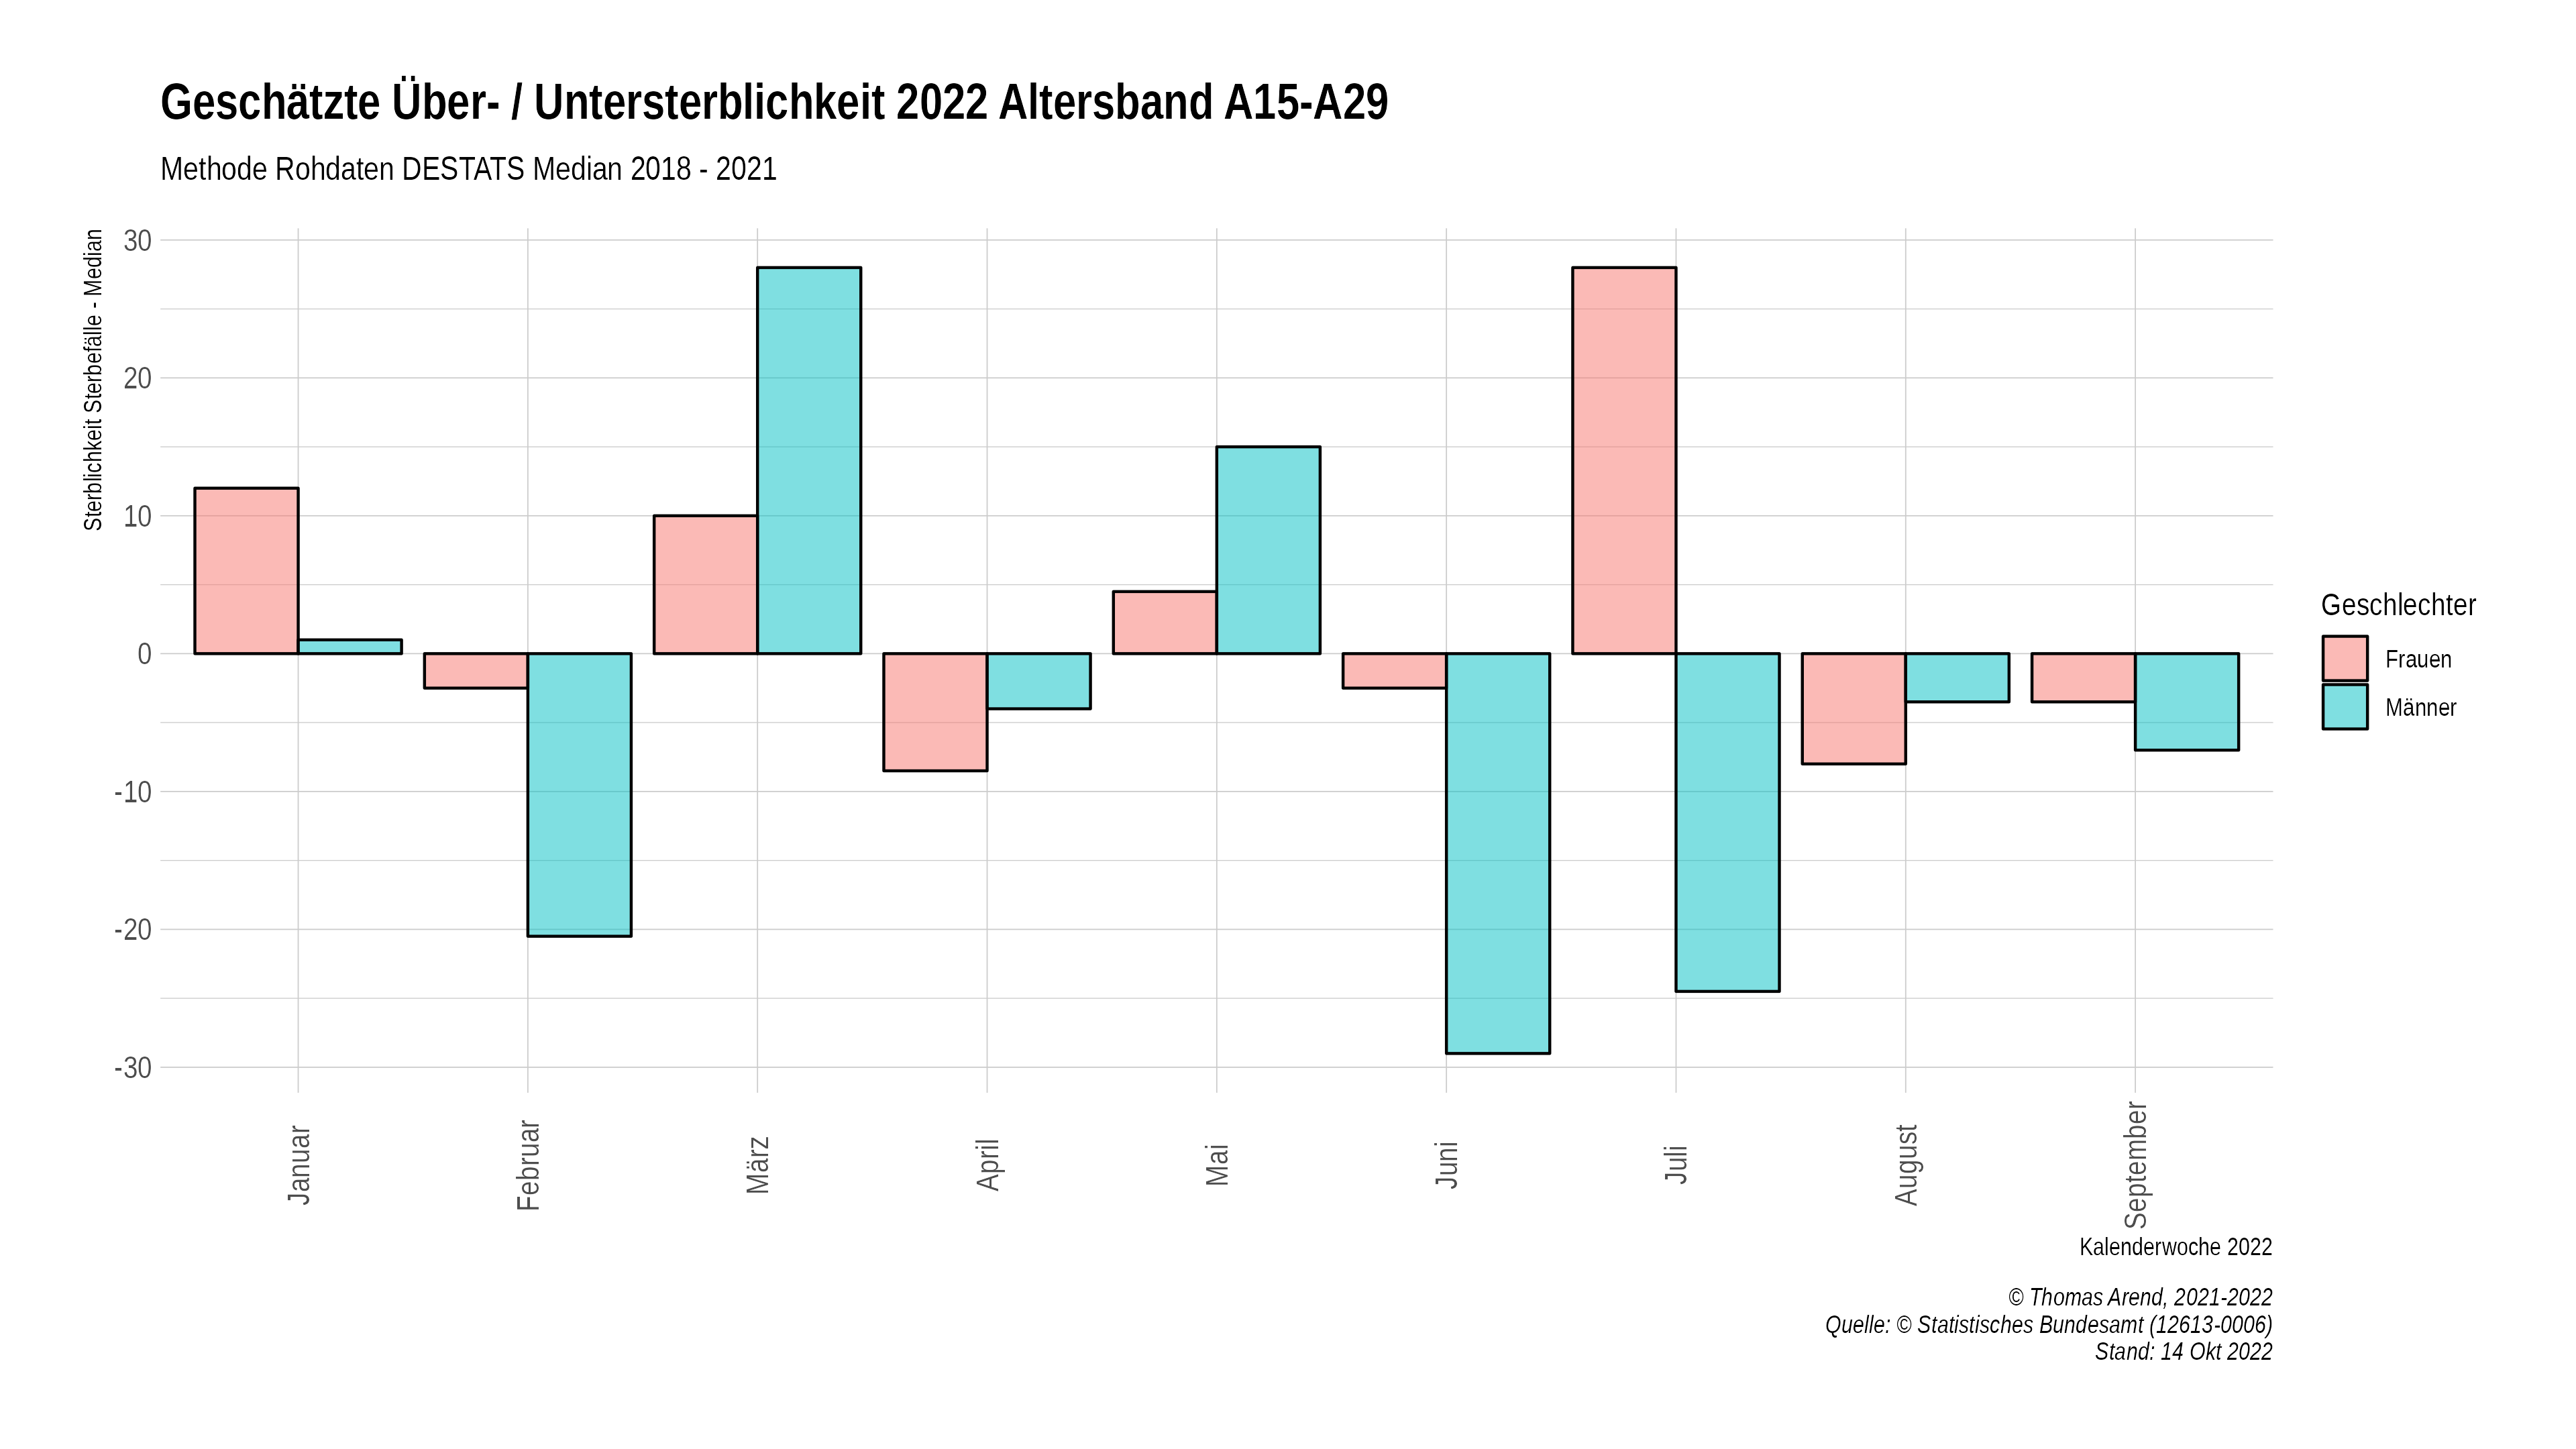 Geschätzte Über- / Untersterblichkeit 2022 Altersband A15-A29
Methode Rohdaten DESTATS Median 2018 - 2021
Sterblichkeit Sterbefälle - Median
30
20
10
0
-10
-20
-30
Januar
Februar
März
April
Mai
Juni
Juli
August
September
Kalenderwoche 2022
Geschlechter
Frauen
Männer
© Thomas Arend, 2021-2022
Quelle: © Statistisches Bundesamt (12613-0006)
Stand: 14 Okt 2022